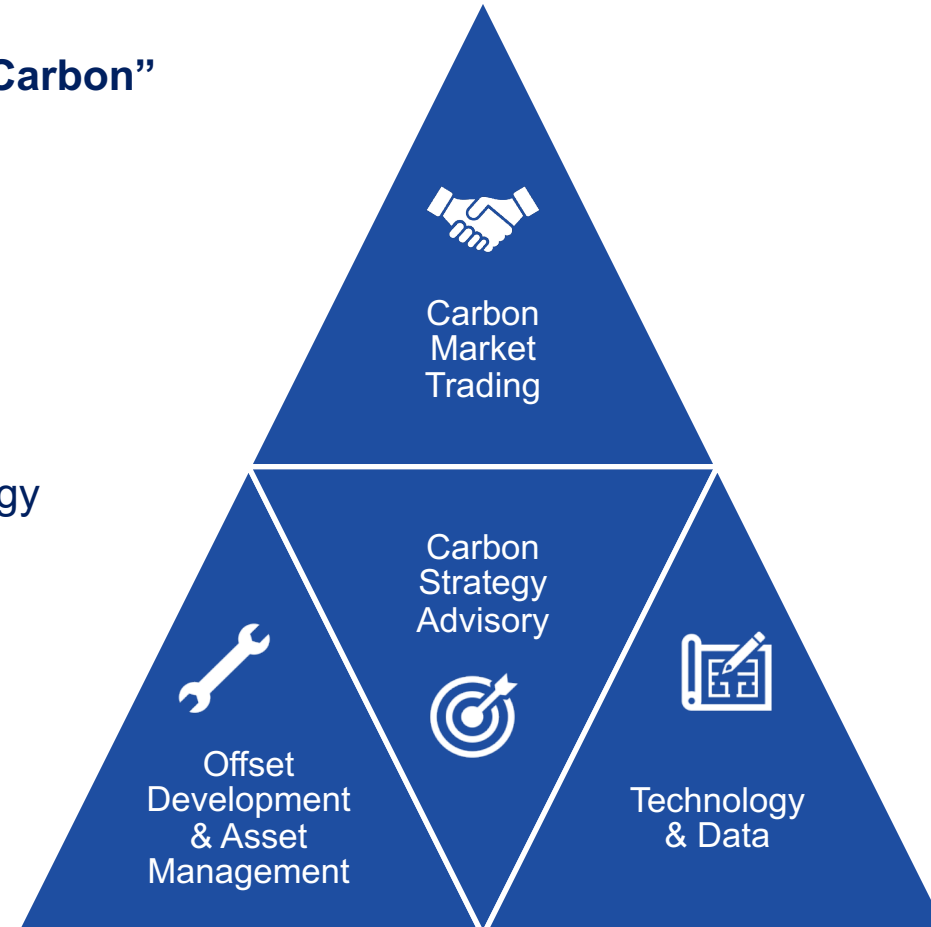 Carbon”
Carbon
Market
Trading
gy
Carbon
Strategy
Advisory
Offset
Development
& Asset
Management
Technology
& Data